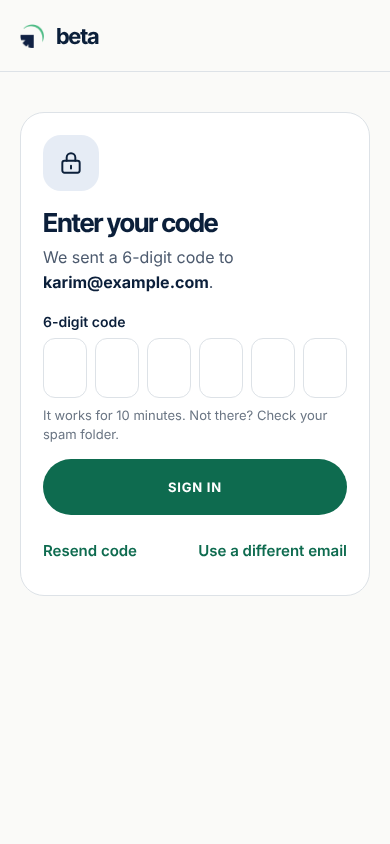 beta
Enter your code
We sent a 6-digit code to
karim@example.com.
6-digit code
It works for 10 minutes. Not there? Check your
spam folder.
SIGN IN
Resend code
Use a different email